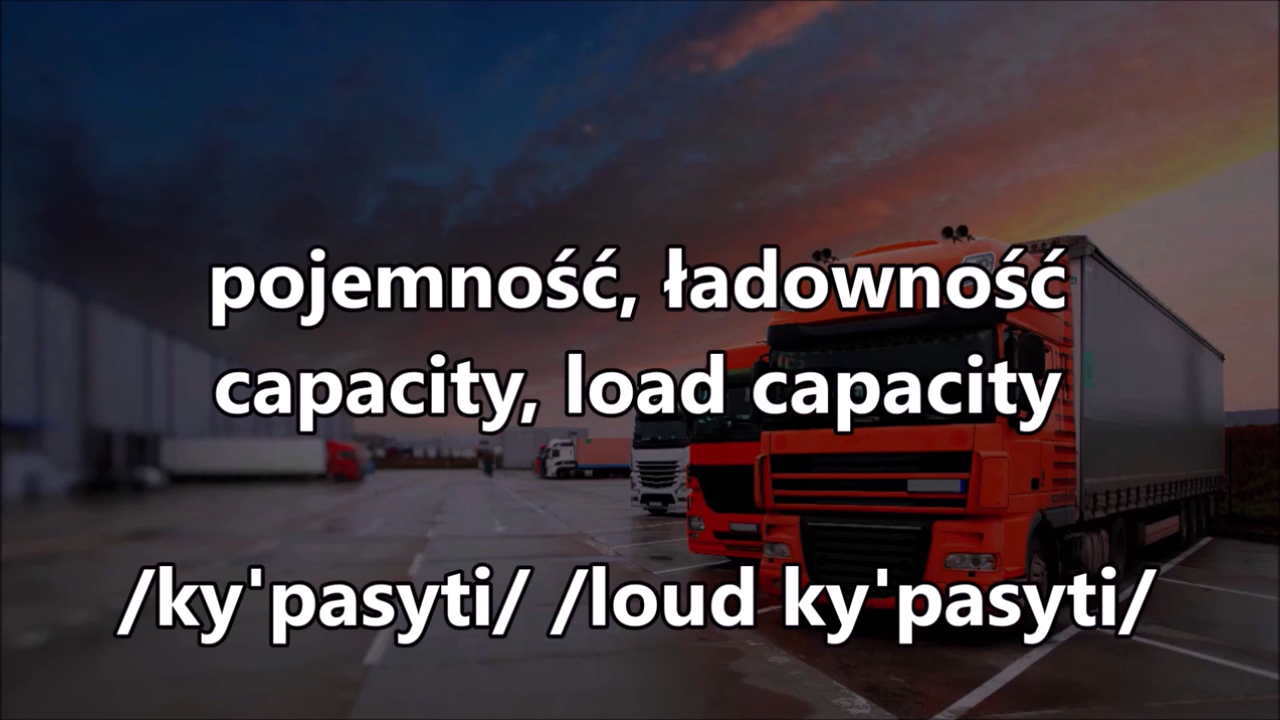 pojemność, ładowność
capacity, load capacity
/ky'pasyti/ /loud ky'pasyti/